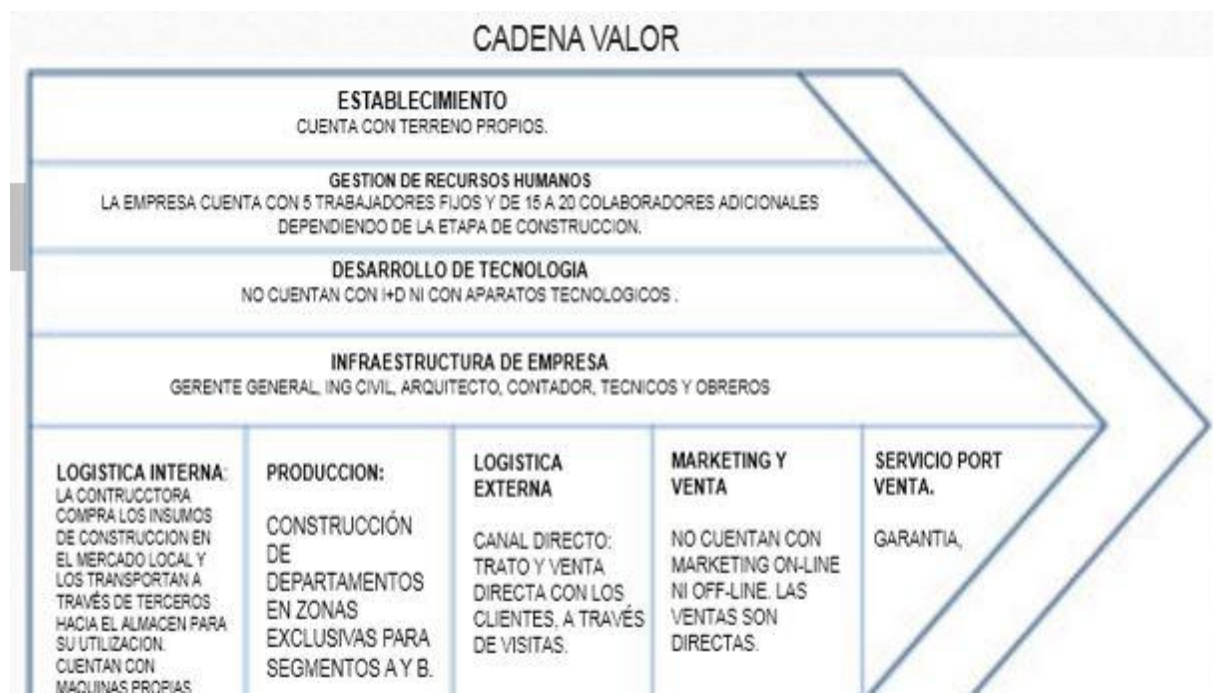 CADENA VALOR
ESTABLECIMIENTO
CUENTA CON TERRENO PROPIOS.
GESTION DE RECURSOS HUMANOS
LA EMPRESA CUENTA CON 5 TRABAJADORES FIJOS Y DE 15 A 20 COLABORADORES ADICIONALES
DEPENDIENDO DE LA ETAPA DE CONSTRUCCION.
DESARROLLO DE TECNOLOGIA
NO CUENTAN CON I+D NI CON APARATOS TECNOLOGICOS .
INFRAESTRUCTURA DE EMPRESA
GERENTE GENERAL, ING CIVIL, ARQUITECTO, CONTADOR, TECNICOS Y OBREROS
LOGISTICA INTERNA:
LA CONTRUCCTORA
COMPRA LOS INSUMOS
DE CONSTRUCCION EN
EL MERCADO LOCAL Y
LOS TRANSPORTAN A
TRAVÉS DE TERCEROS
HACIA EL ALMACEN PARA
SU UTILIZACION.
CUENTAN CON
MAQUINAS PROPIAS
PRODUCCION:
CONSTRUCCIÓN
DE
DEPARTAMENTOS
EN ZONAS
EXCLUSIVAS PARA
SEGMENTOS A Y B.
LOGISTICA
EXTERNA
CANAL DIRECTO:
TRATO Y VENTA
DIRECTA CON LOS
CLIENTES, A TRAVÉS
DE VISITAS.
MARKETING Y
VENTA
NO CUENTAN CON
MARKETING ON-LINE
NI OFF-LINE. LAS
VENTAS SON
DIRECTAS.
SERVICIO PORT
VENTA.
GARANTIA,